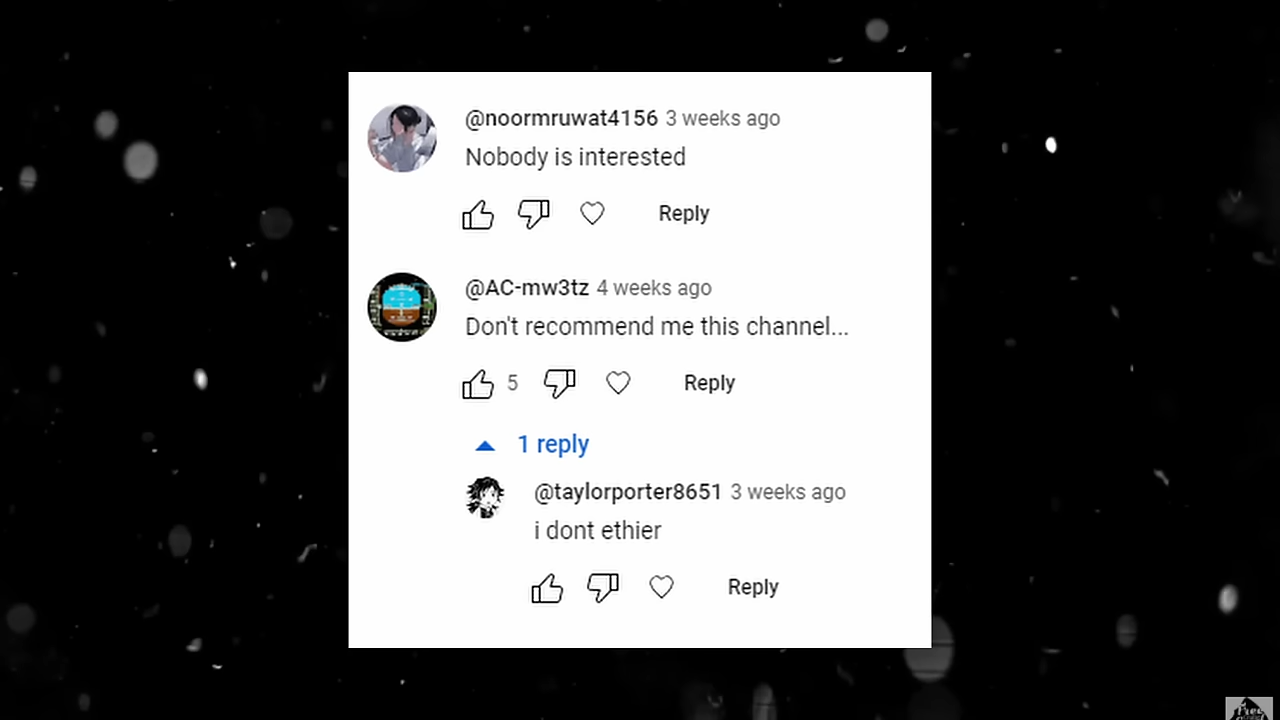 @noormruwat4156 3 weeks ago
Nobody is interested
Reply
@AC-mw3tz 4 weeks ago
Don't recommend me this channel...
5 Reply
1 reply
@taylorporter8651 3 weeks ago
i dont ethier
Reply